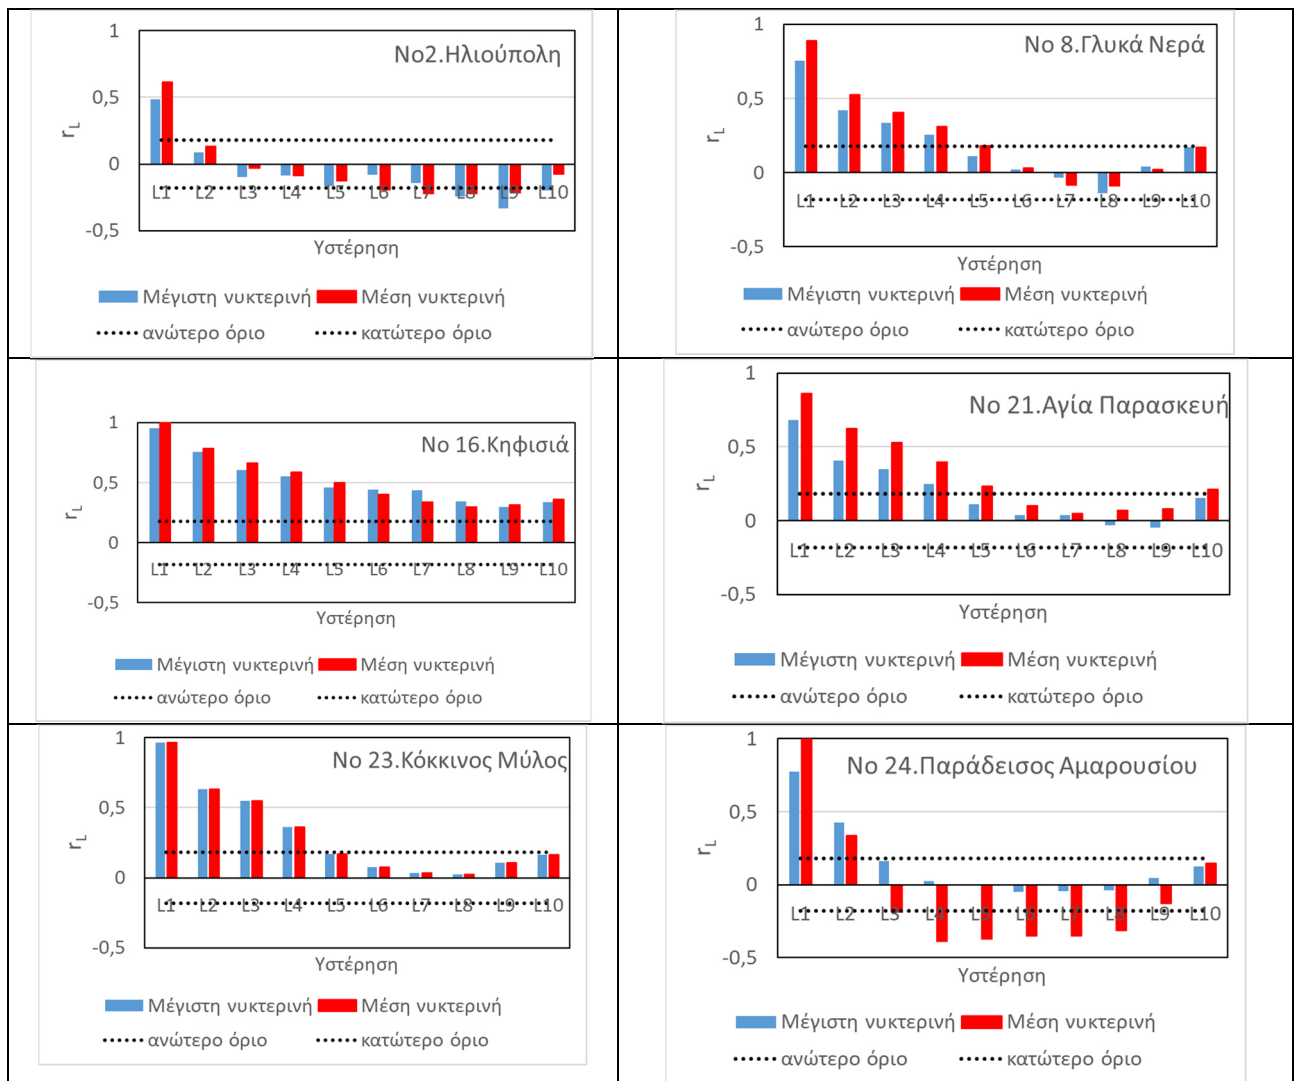 Νο2.Ηλιούπολη
1
0,5
0
-0,5
rL
L1 L2 L3 L4 L5 L6 L7 L8 L9 L10
Υστέρηση
Μέγιστη νυκτερινή Μέση νυκτερινή
ανώτερο όριο κατώτερο όριο
Νο 8.Γλυκά Νερά
1
0,5
0
-0,5
rL
L1 L2 L3 L4 L5 L6 L7 L8 L9 L10
Υστέρηση
Μέγιστη νυκτερινή Μέση νυκτερινή
ανώτερο όριο κατώτερο όριο
Νο 16.Κηφισιά
1
0,5
0
-0,5
rL
L1 L2 L3 L4 L5 L6 L7 L8 L9 L10
Υστέρηση
Μέγιστη νυκτερινή Μέση νυκτερινή
ανώτερο όριο κατώτερο όριο
Νο 21.Αγία Παρασκευή
1
0,5
0
-0,5
rL
L1 L2 L3 L4 L5 L6 L7 L8 L9 L10
Υστέρηση
Μέγιστη νυκτερινή Μέση νυκτερινή
ανώτερο όριο κατώτερο όριο
Νο 23.Κόκκινος Μύλος
1
0,5
0
-0,5
rL
L1 L2 L3 L4 L5 L6 L7 L8 L9 L10
Υστέρηση
Μέγιστη νυκτερινή Μέση νυκτερινή
ανώτερο όριο κατώτερο όριο
Νο 24.Παράδεισος Αμαρουσίου
1
0,5
0
-0,5
rL
L1 L2 L3 L4 L5 L6 L7 L8 L9 L10
Υστέρηση
Μέγιστη νυκτερινή Μέση νυκτερινή
ανώτερο όριο κατώτερο όριο